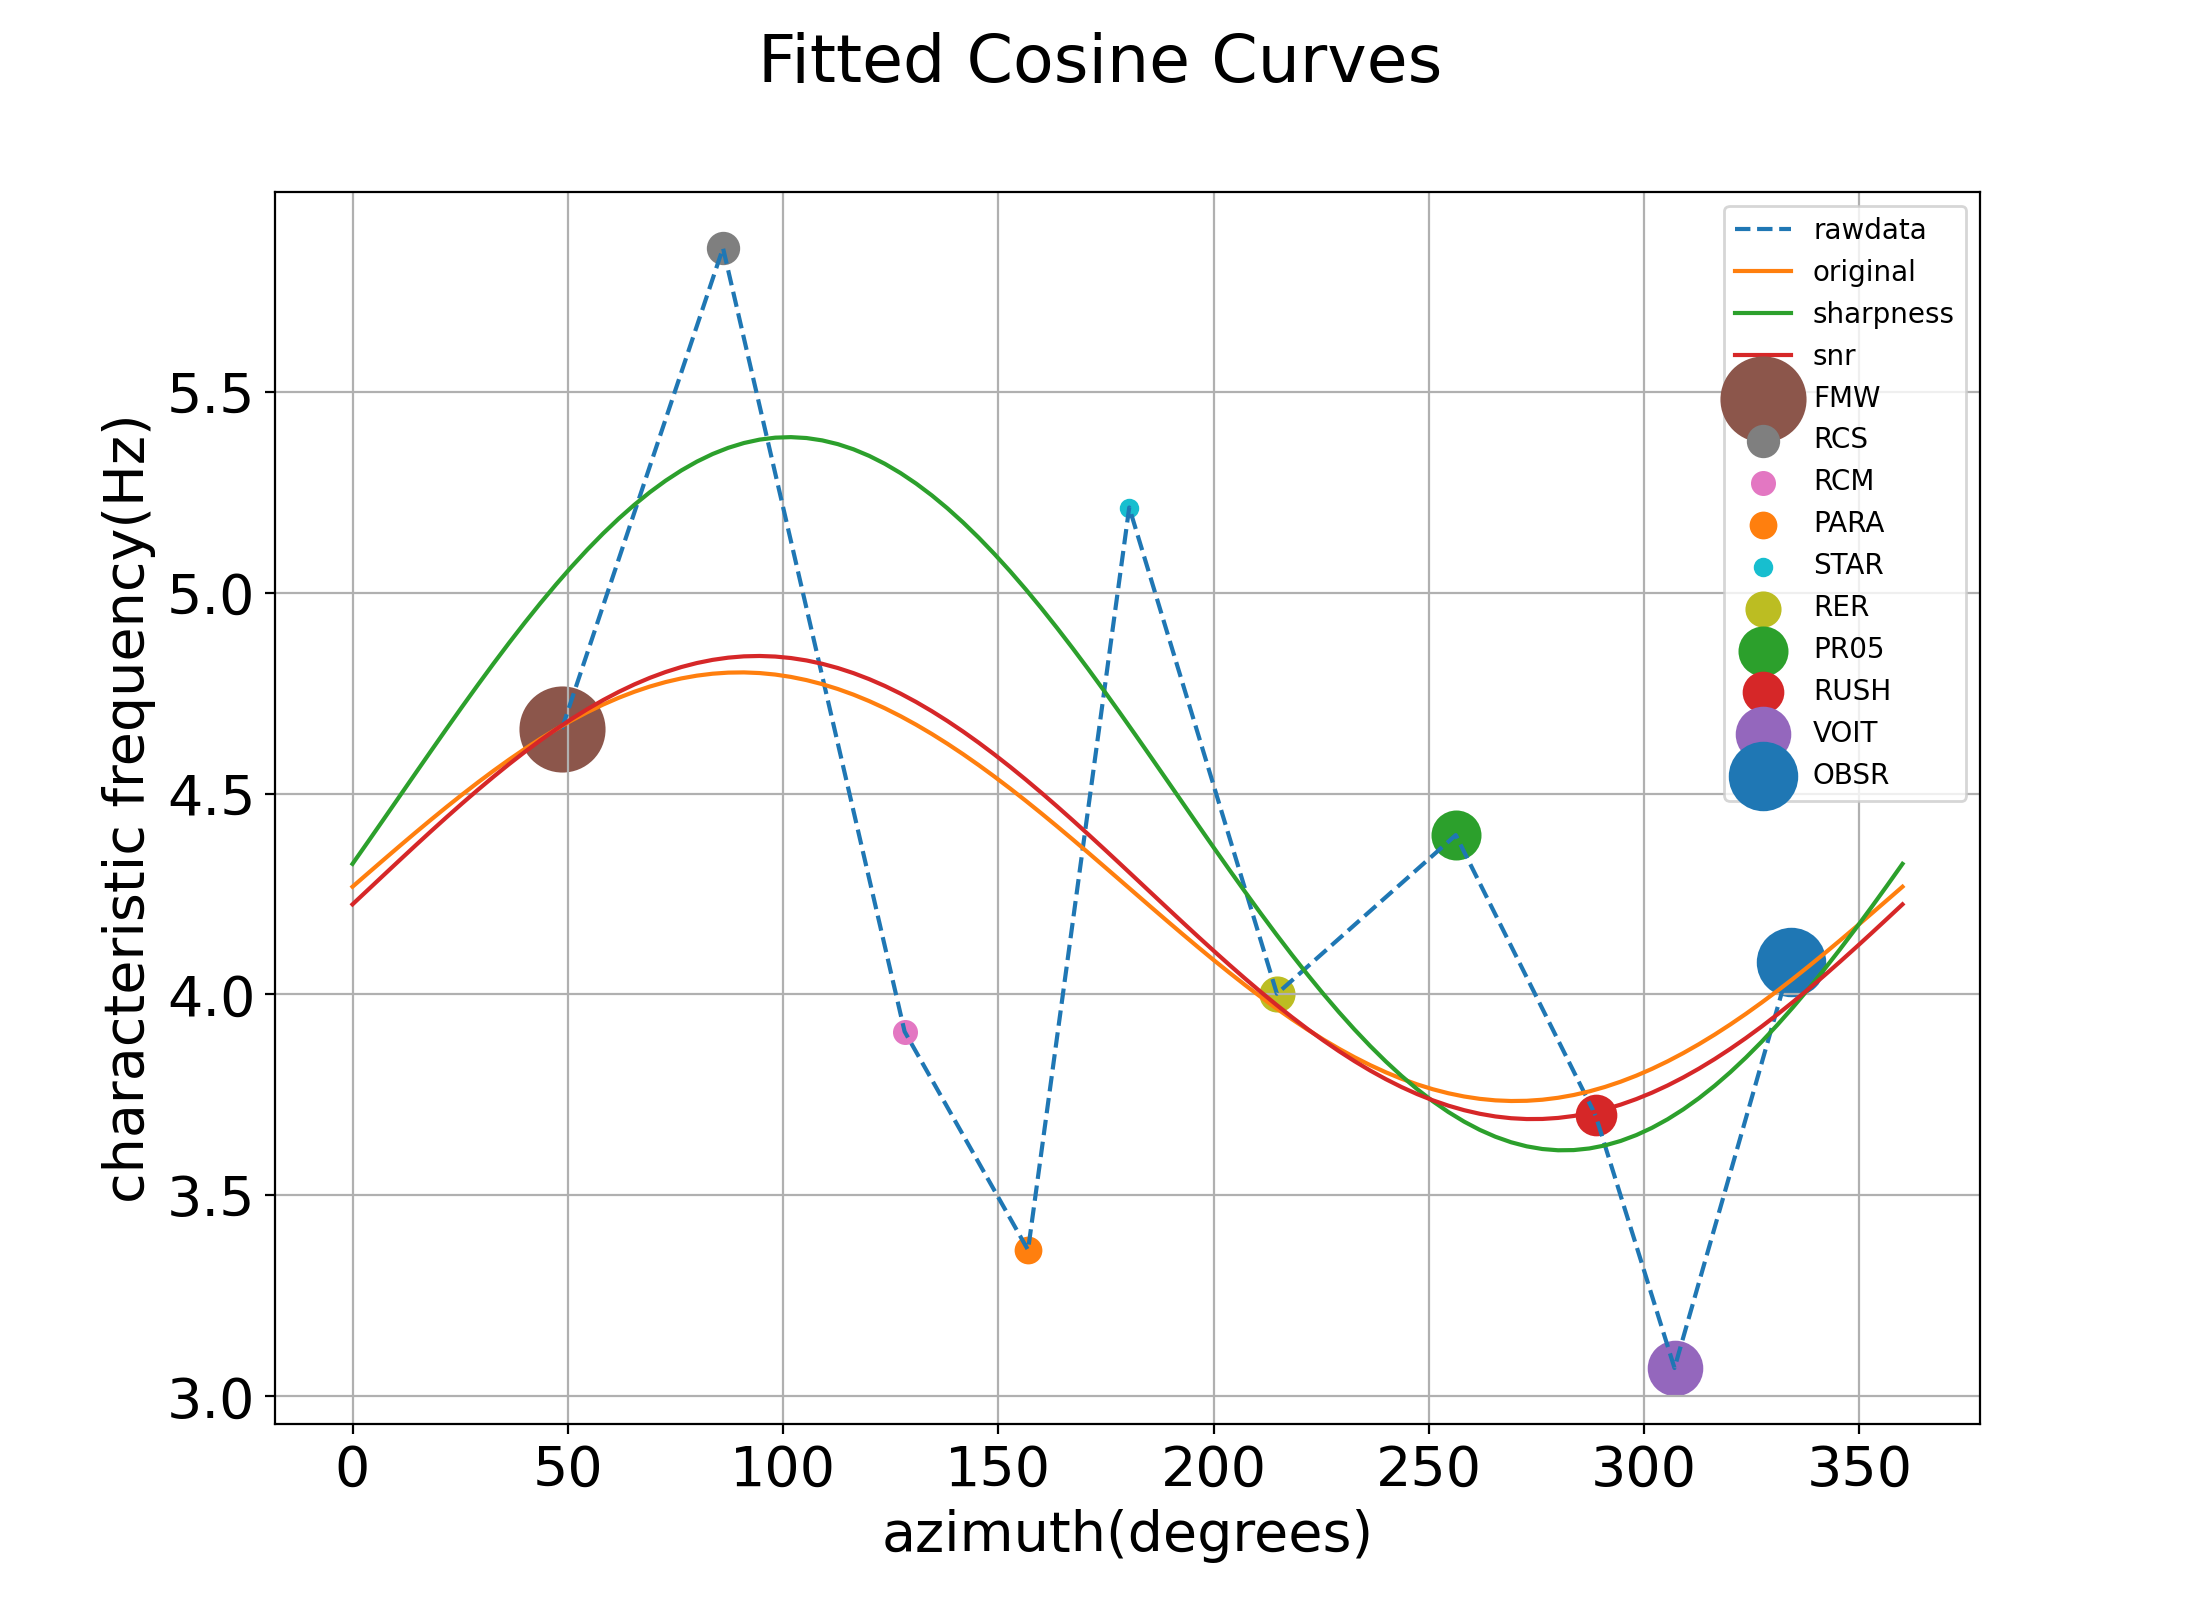 Fitted Cosine Curves
characteristic frequency(Hz)
5.5
5.0
4.5
4.0
3.5
3.0
rawdata
original
sharpness
snr
FMW
RCS
RCM
PARA
STAR
RER
PR05
RUSH
VOIT
OBSR
0 50 100 150 200 250 300 350
azimuth(degrees)